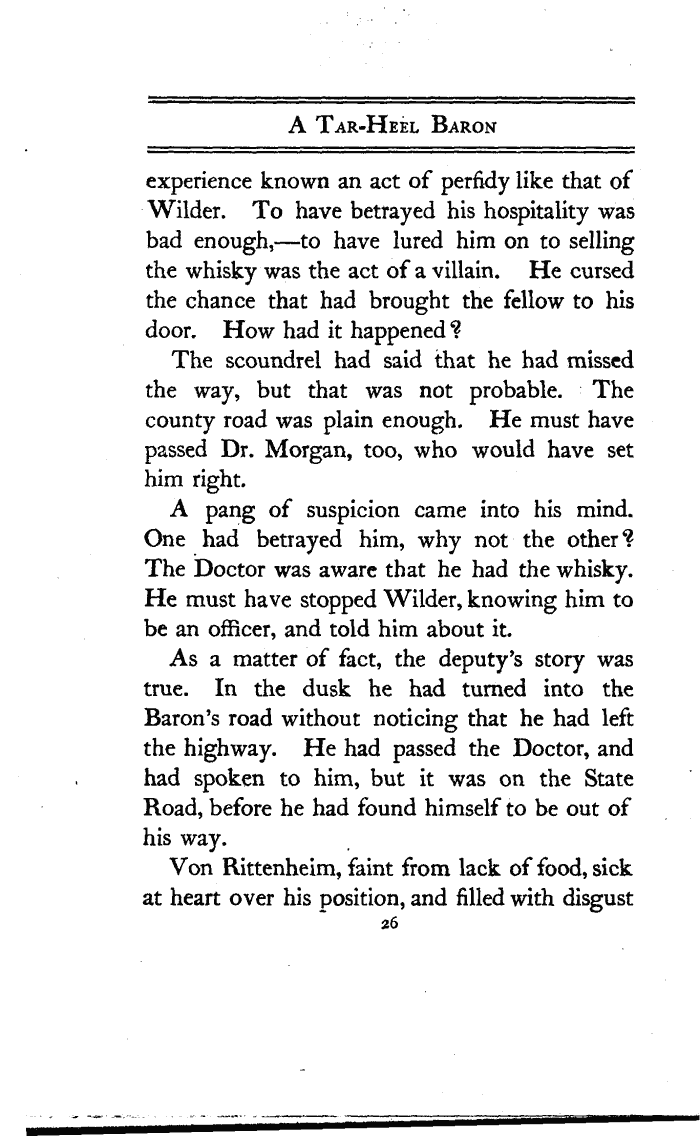 A Tar-Heel Baron
experience known an act of perfidy like that of
Wilder. To have betrayed his hospitality was
bad enough,—to have lured him on to selling
the whisky was the act of a villain. He cursed
the chance that had brought the fellow to his
door. How had it happened?
The scoundrel had said that he had missed
the way, but that was not probable. The
county road was plain enough. He must have
passed Dr. Morgan, too, who would have set
him right.
A pang of suspicion came into his mind.
One had betrayed him, why not the other?
The Doctor was aware that he had the whisky.
He must have stopped Wilder, knowing him to
be an officer, and told him about it.
As a matter of fact, the deputy's story was
true. In the dusk he had turned into the
Baron's road without noticing that he had left
the highway. He had passed the Doctor, and
had spoken to him, but it was on the State
Road, before he had found himself to be out of
his way.
Von Rittenheim, faint from lack of food, sick
at heart over his position, and filled with disgust
26